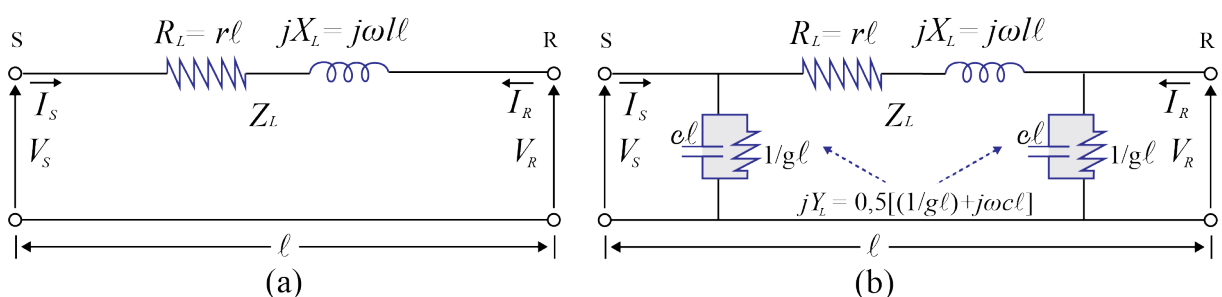 S
R_L = rℓ
jX_L = jωlℓ
R
I_S
I_R
Z_L
V_S
V_R
ℓ
(a)
S
R_L = rℓ
jX_L = jωlℓ
R
I_S
I_R
Z_L
cℓ
1/gℓ
cℓ
1/gℓ
V_S
V_R
jY_L = 0,5[(1/gℓ)+jωcℓ]
ℓ
(b)